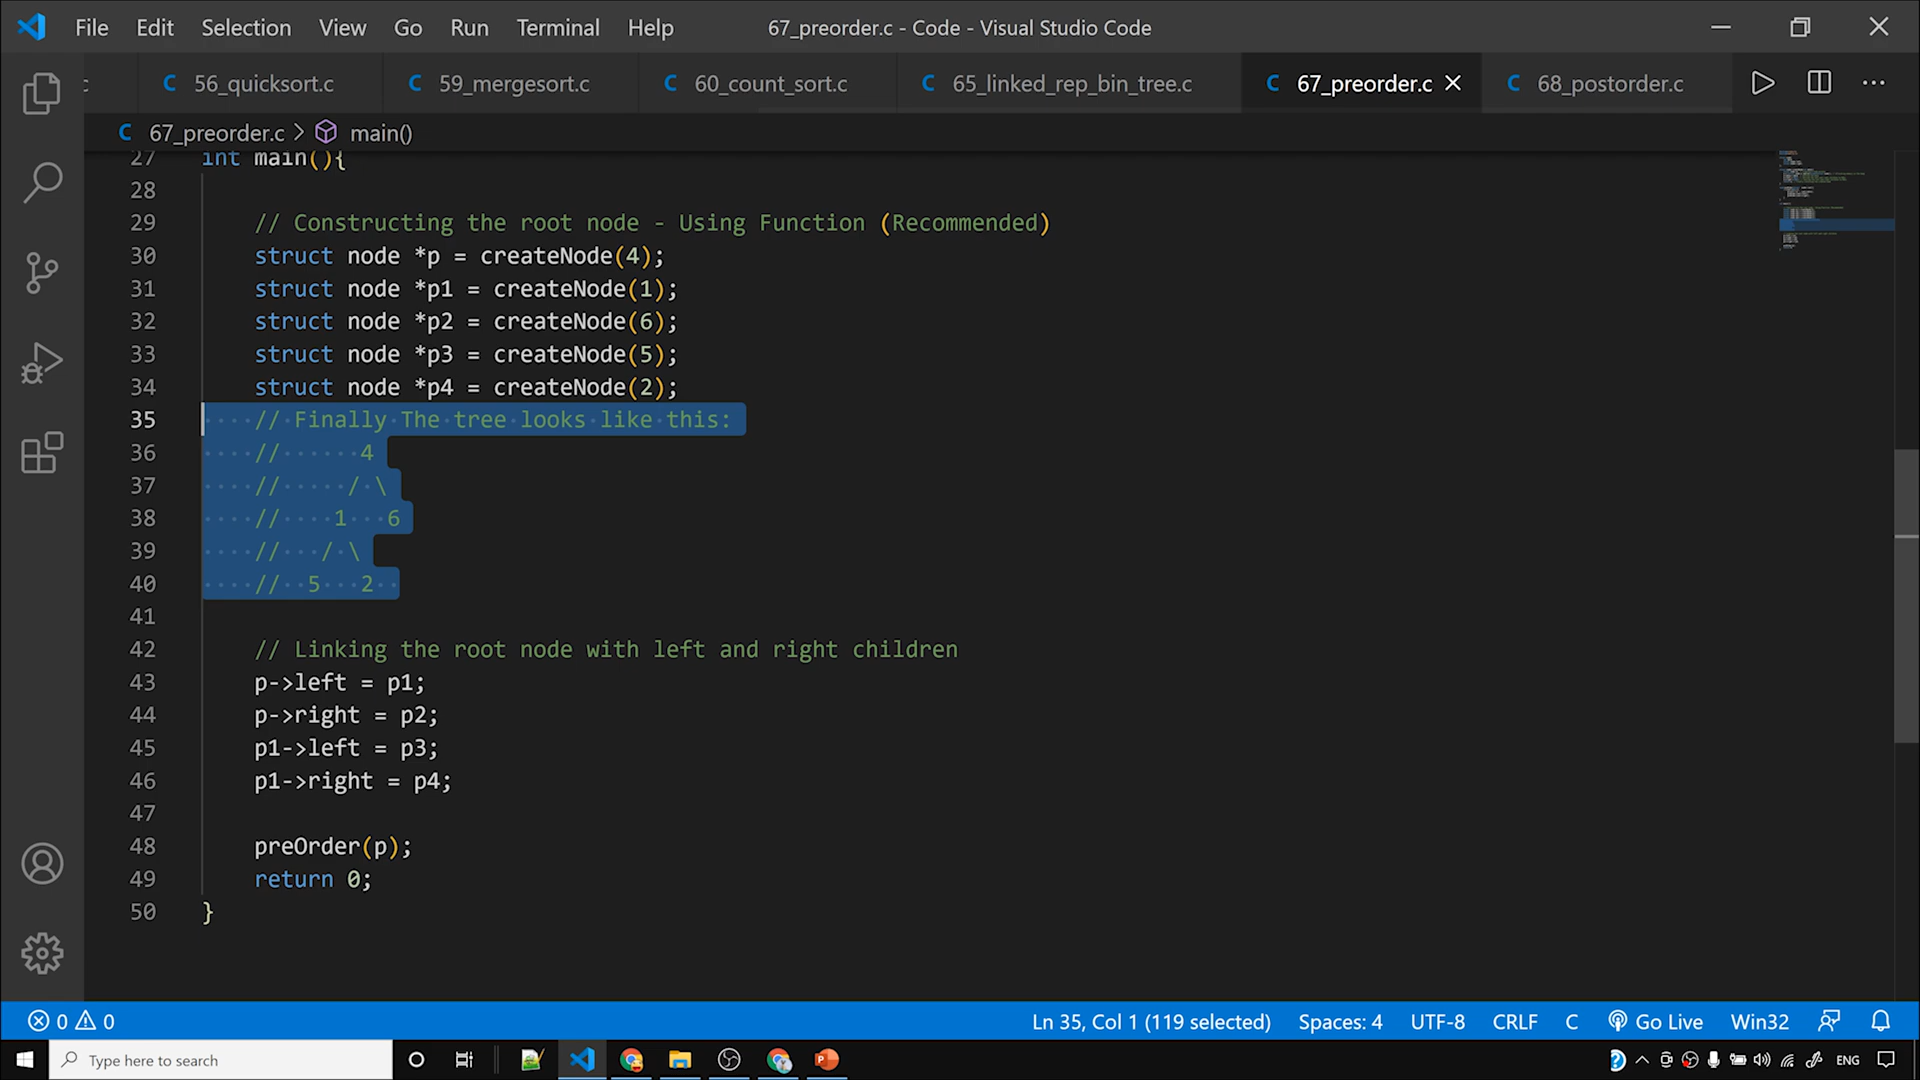 File Edit Selection View Go Run Terminal Help 67_preorder.c - Code - Visual Studio Code
c 56_quicksort.c 59_mergesort.c 60_count_sort.c 65_linked_rep_bin_tree.c 67_preorder.c 68_postorder.c
67_preorder.c > main()
27 int main(){
28
29 // Constructing the root node - Using Function (Recommended)
30 struct node *p = createNode(4);
31 struct node *p1 = createNode(1);
32 struct node *p2 = createNode(6);
33 struct node *p3 = createNode(5);
34 struct node *p4 = createNode(2);
35 // Finally The tree looks like this:
36 //      4
37 //     / \
38 //    1   6
39 //   / \
40 //  5   2
41
42 // Linking the root node with left and right children
43 p->left = p1;
44 p->right = p2;
45 p1->left = p3;
46 p1->right = p4;
47
48 preOrder(p);
49 return 0;
50 }
0 0 Ln 35, Col 1 (119 selected) Spaces: 4 UTF-8 CRLF C Go Live Win32
Type here to search ENG